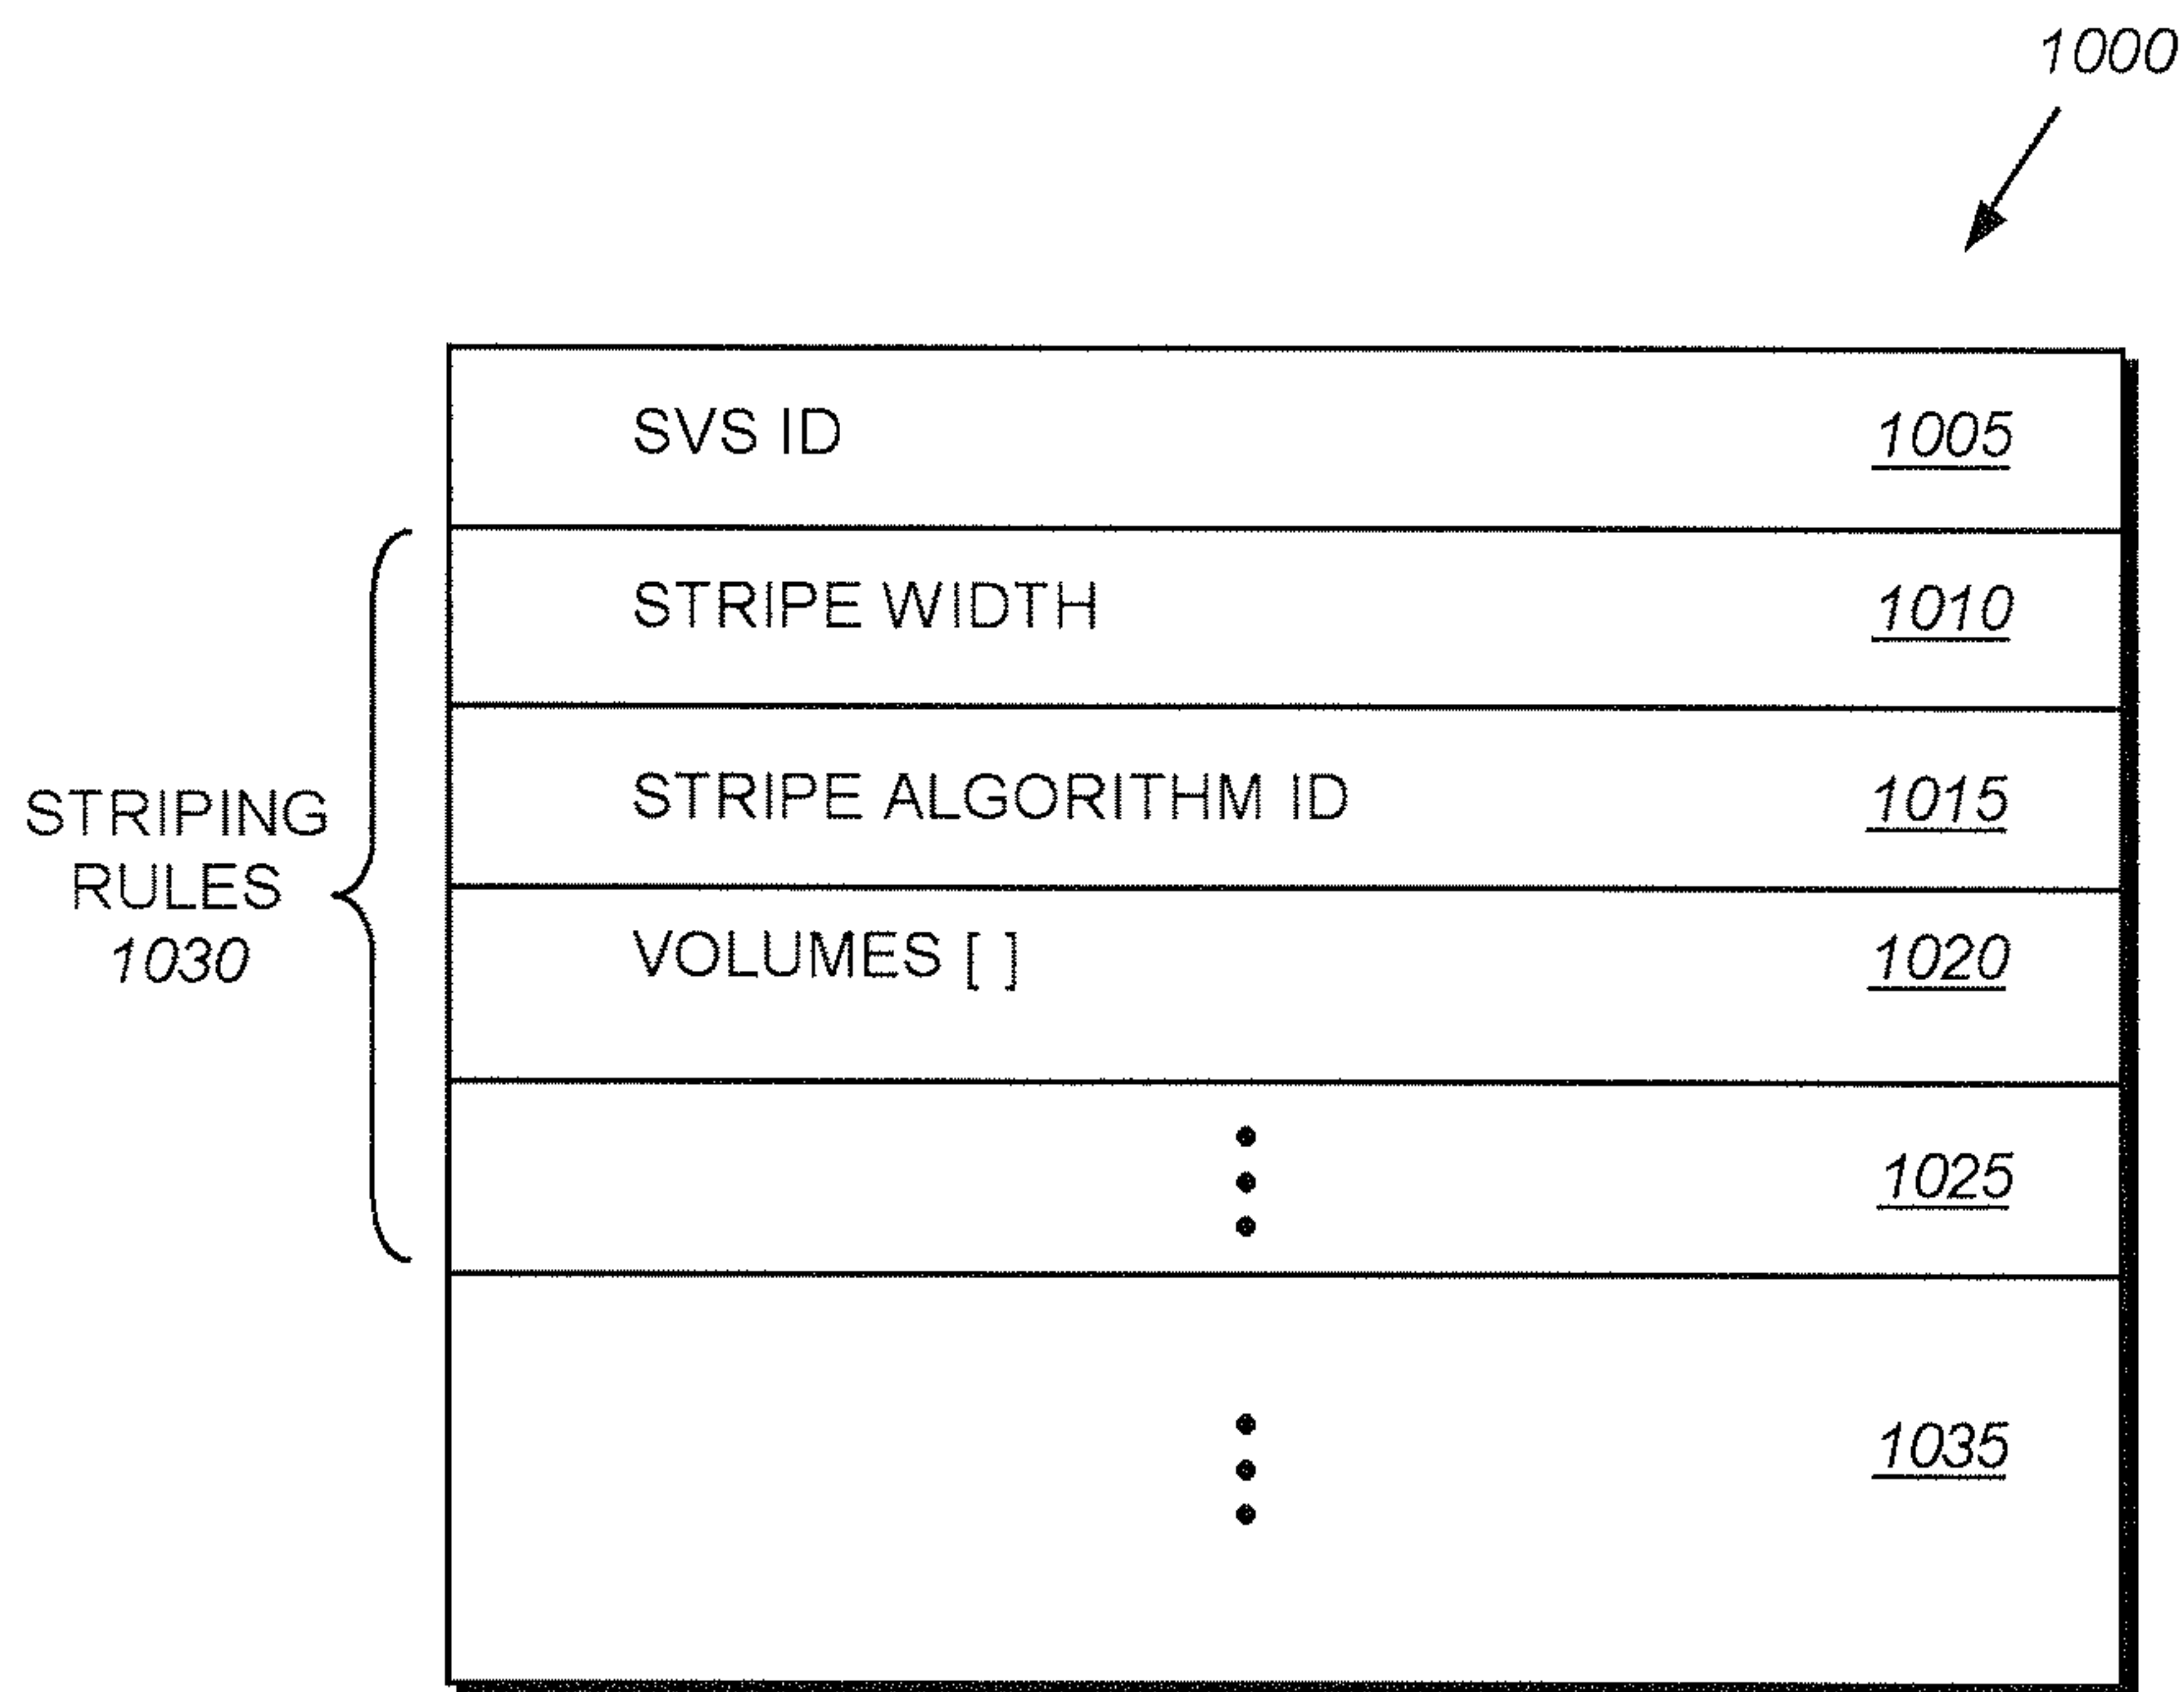 1000
SVS ID 1005
STRIPE WIDTH 1010
STRIPE ALGORITHM ID 1015
VOLUMES [ ] 1020
1025
1035
STRIPING
RULES
1030